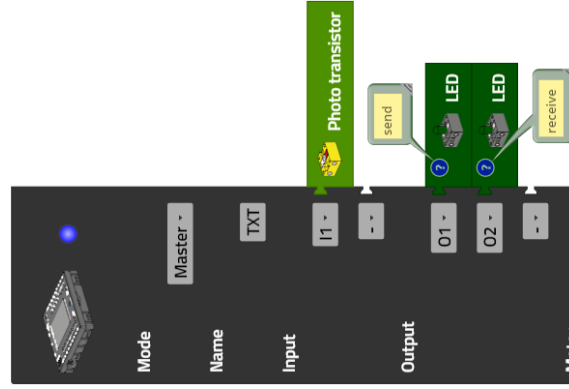 Mode
Master
Name
TXT
Input
I1
Photo transistor
-
Output
O1
?
LED
send
O2
?
LED
receive
-